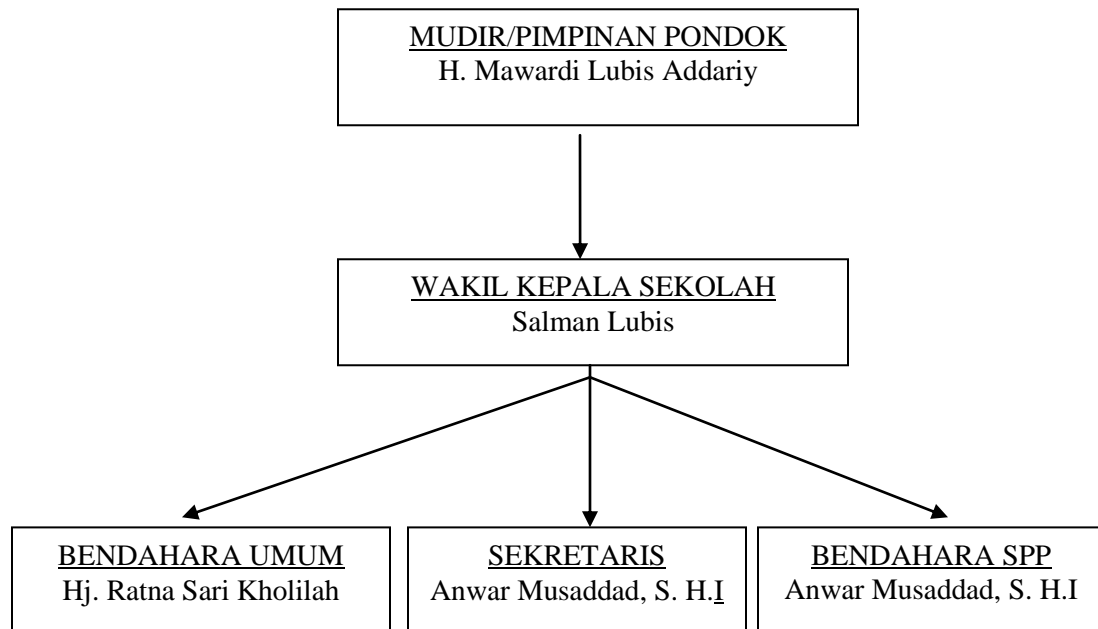 MUDIR/PIMPINAN PONDOK
H. Mawardi Lubis Addariy
WAKIL KEPALA SEKOLAH
Salman Lubis
BENDAHARA UMUM
Hj. Ratna Sari Kholilah
SEKRETARIS
Anwar Musaddad, S. H.I
BENDAHARA SPP
Anwar Musaddad, S. H.I